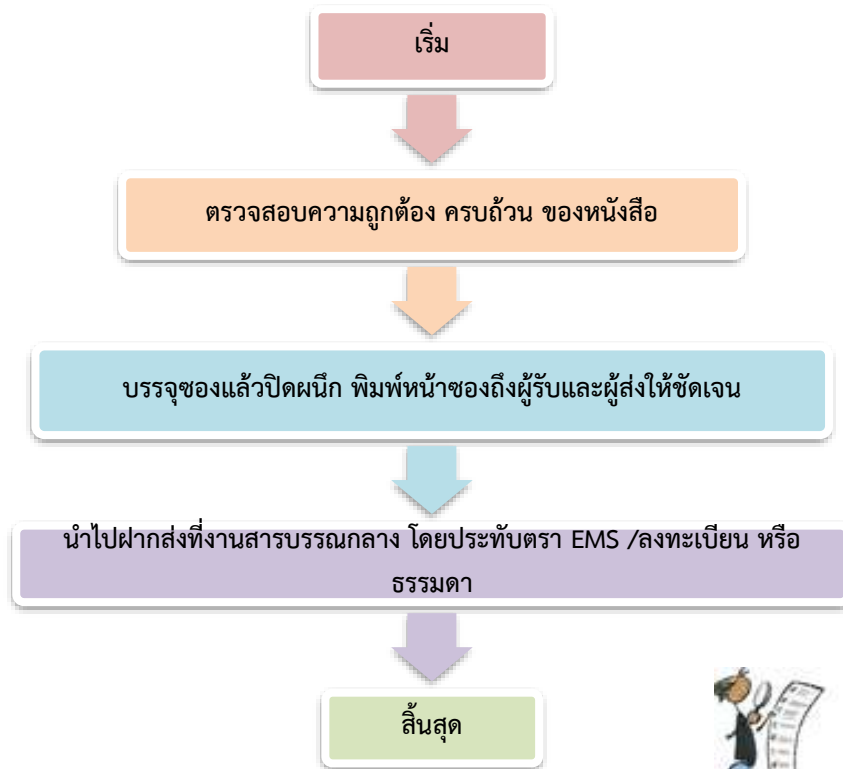 เริ่ม
ตรวจสอบความถูกต้อง ครบถ้วน ของหนังสือ
บรรจุซองแล้วปิดผนึก พิมพ์หน้าซองถึงผู้รับและผู้ส่งให้ชัดเจน
นำไปฝากส่งที่งานสารบรรณกลาง โดยประทับตรา EMS /ลงทะเบียน หรือ
ธรรมดา
สิ้นสุด